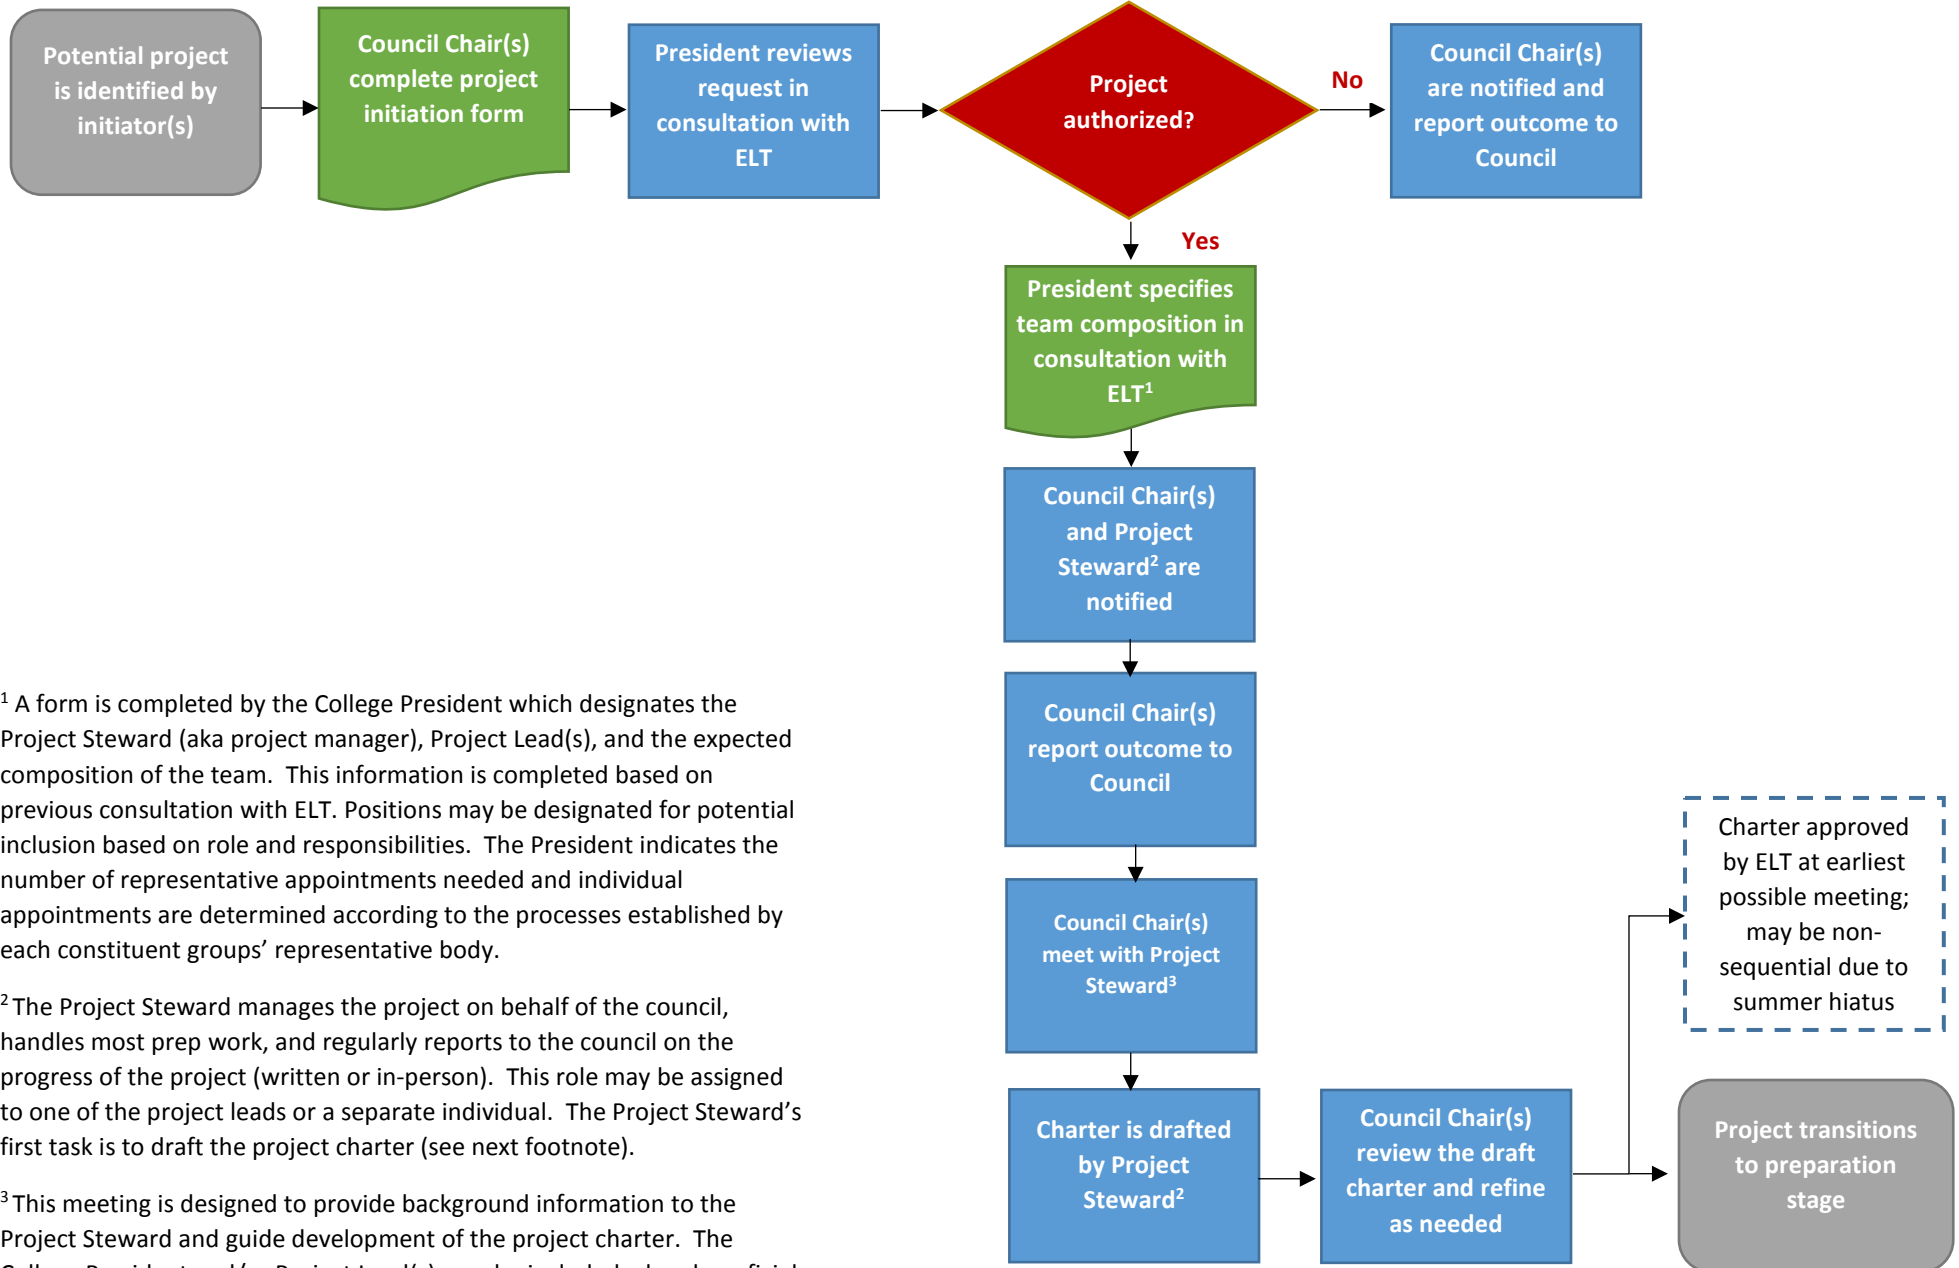 Potential project
is identified by
initiator(s)
Council Chair(s)
complete project
initiation form
President reviews
request in
consultation with
ELT
Project
authorized?
No
Council Chair(s)
are notified and
report outcome to
Council
Yes
President specifies
team composition in
consultation with
ELT¹
Council Chair(s)
and Project
Steward² are
notified
Council Chair(s)
report outcome to
Council
Council Chair(s)
meet with Project
Steward³
Charter is drafted
by Project
Steward²
Council Chair(s)
review the draft
charter and refine
as needed
Charter approved
by ELT at earliest
possible meeting;
may be non-
sequential due to
summer hiatus
Project transitions
to preparation
stage
¹ A form is completed by the College President which designates the
Project Steward (aka project manager), Project Lead(s), and the expected
composition of the team.  This information is completed based on
previous consultation with ELT. Positions may be designated for potential
inclusion based on role and responsibilities.  The President indicates the
number of representative appointments needed and individual
appointments are determined according to the processes established by
each constituent groups’ representative body.
² The Project Steward manages the project on behalf of the council,
handles most prep work, and regularly reports to the council on the
progress of the project (written or in-person).  This role may be assigned
to one of the project leads or a separate individual.  The Project Steward’s
first task is to draft the project charter (see next footnote).
³ This meeting is designed to provide background information to the
Project Steward and guide development of the project charter.  The